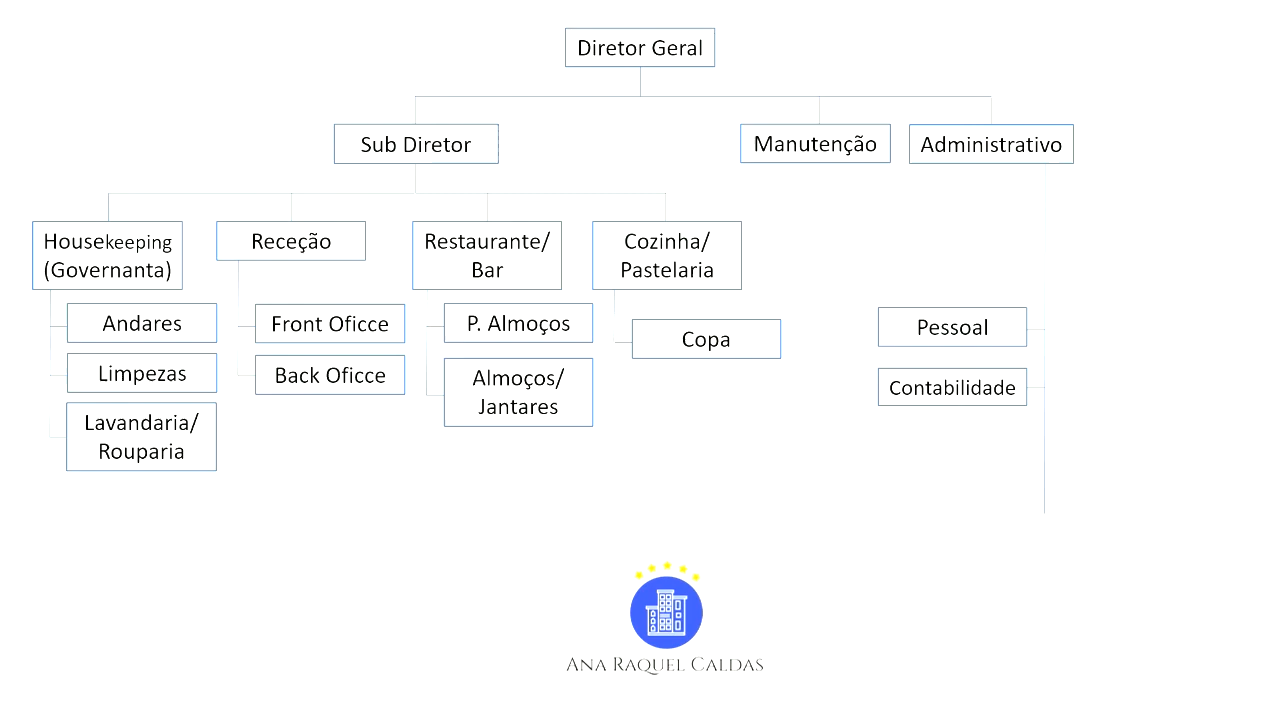 Diretor Geral
Sub Diretor
Manutenção
Administrativo
Housekeeping
(Governanta)
Receção
Restaurante/
Bar
Cozinha/
Pastelaria
Andares
Limpezas
Lavandaria/
Rouparia
Front Oficce
Back Oficce
P. Almoços
Almoços/
Jantares
Copa
Pessoal
Contabilidade
ANA RAQUEL CALDAS